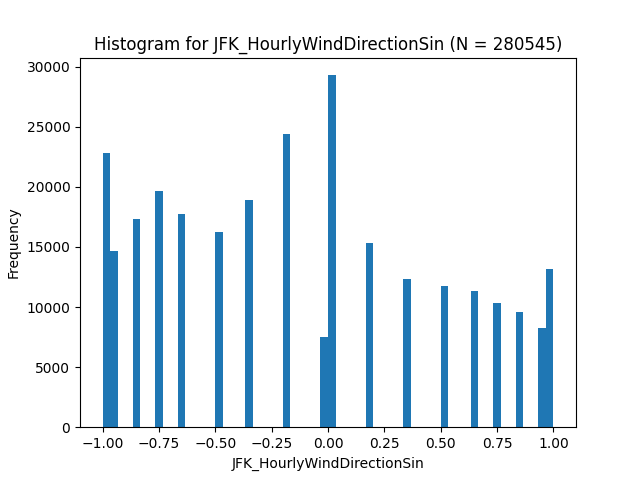 Histogram for JFK_HourlyWindDirectionSin (N = 280545)
30000
25000
20000
15000
10000
5000
0
Frequency
−1.00 −0.75 −0.50 −0.25 0.00 0.25 0.50 0.75 1.00
JFK_HourlyWindDirectionSin